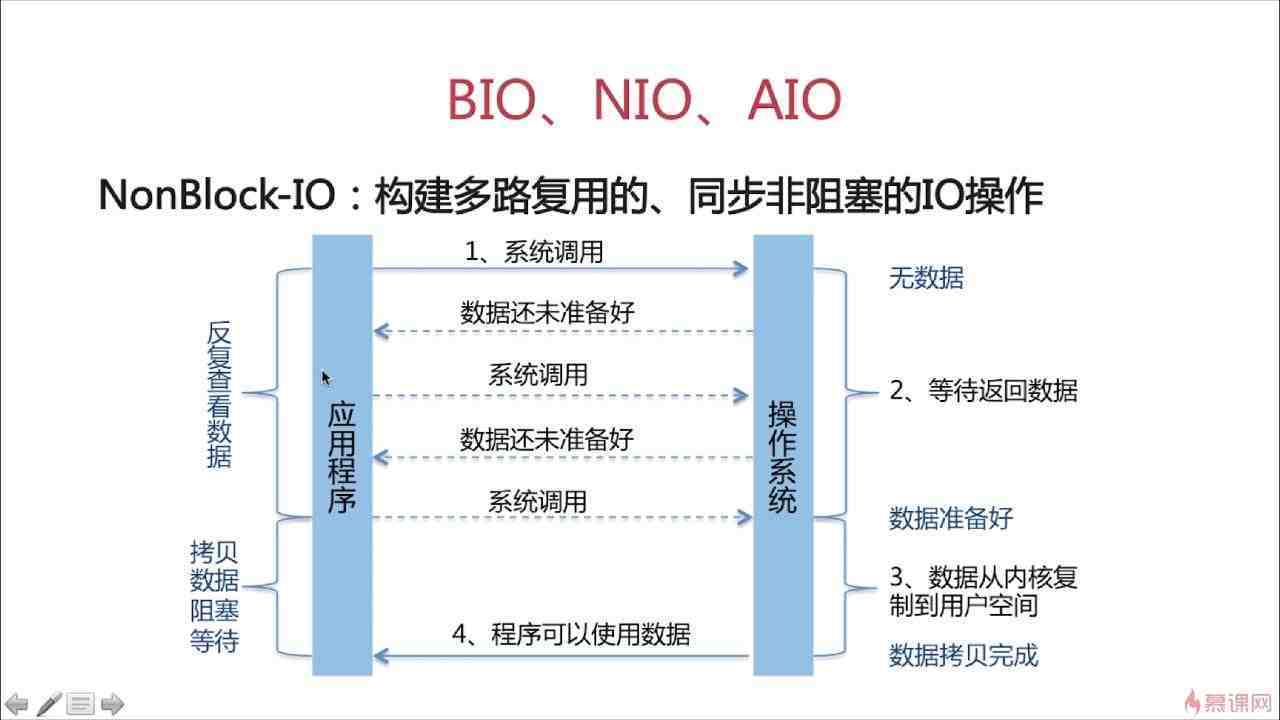 BIO、NIO、AIO
NonBlock-IO：构建多路复用的、同步非阻塞的IO操作
1、系统调用
无数据
数据还未准备好
反复查看数据
系统调用
2、等待返回数据
应用程序
操作系统
数据还未准备好
系统调用
数据准备好
拷贝
数据
阻塞
等待
3、数据从内核复
制到用户空间
4、程序可以使用数据
数据拷贝完成
慕课网